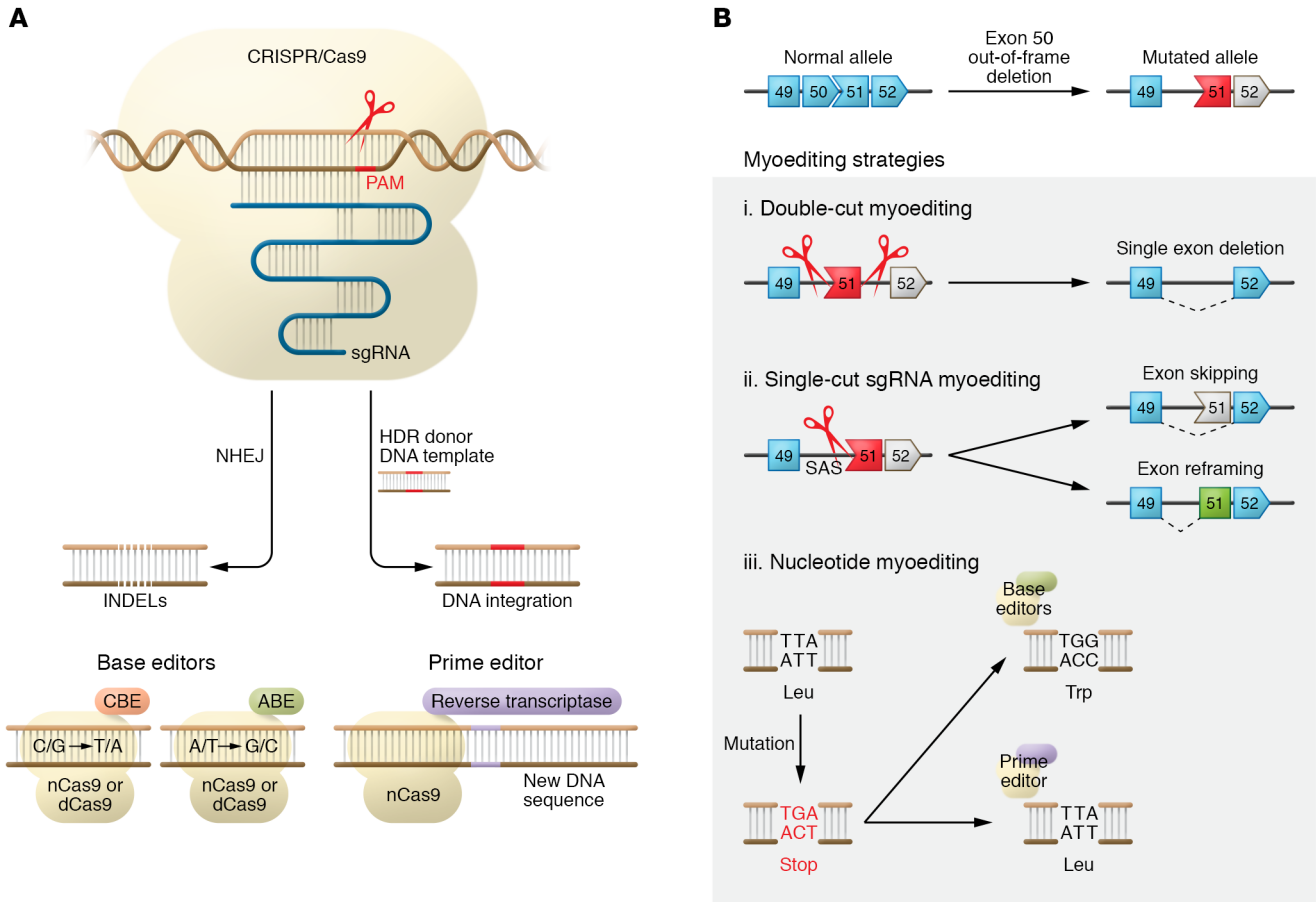 A
CRISPR/Cas9
PAM
sgRNA
NHEJ
HDR donor
DNA template
INDELs
DNA integration
Base editors
CBE
C/G T/A
nCas9 or
dCas9
ABE
A/T G/C
nCas9 or
dCas9
Prime editor
Reverse transcriptase
nCas9
New DNA
sequence
B
Normal allele
49 50 51 52
Exon 50
out-of-frame
deletion
Mutated allele
49 51 52
Myoediting strategies
i. Double-cut myoediting
49 51 52
Single exon deletion
49 52
ii. Single-cut sgRNA myoediting
49 51 52
SAS
Exon skipping
49 51 52
Exon reframing
49 51 52
iii. Nucleotide myoediting
TTA
ATT
Leu
Mutation
TGA
ACT
Stop
Base
editors
TGG
ACC
Trp
Prime
editor
TTA
ATT
Leu